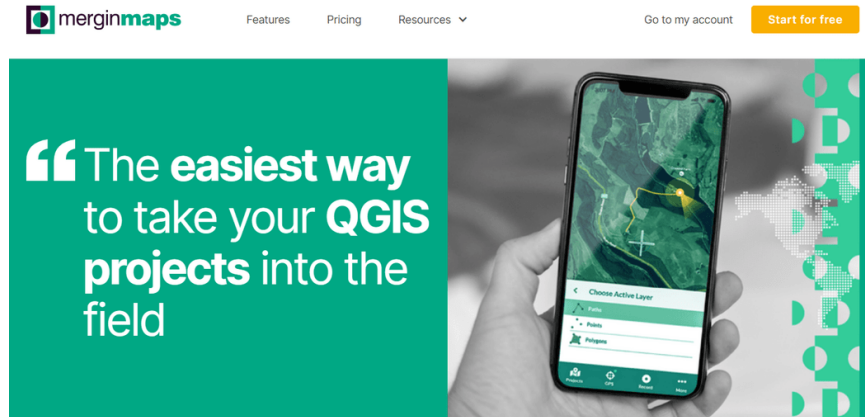 merginmaps
Features
Pricing
Resources
Go to my account
Start for free
“The easiest way
to take your QGIS
projects into the
field
Choose Active Layer
Paths
Points
Polygons
Projects
GPS
Record
More